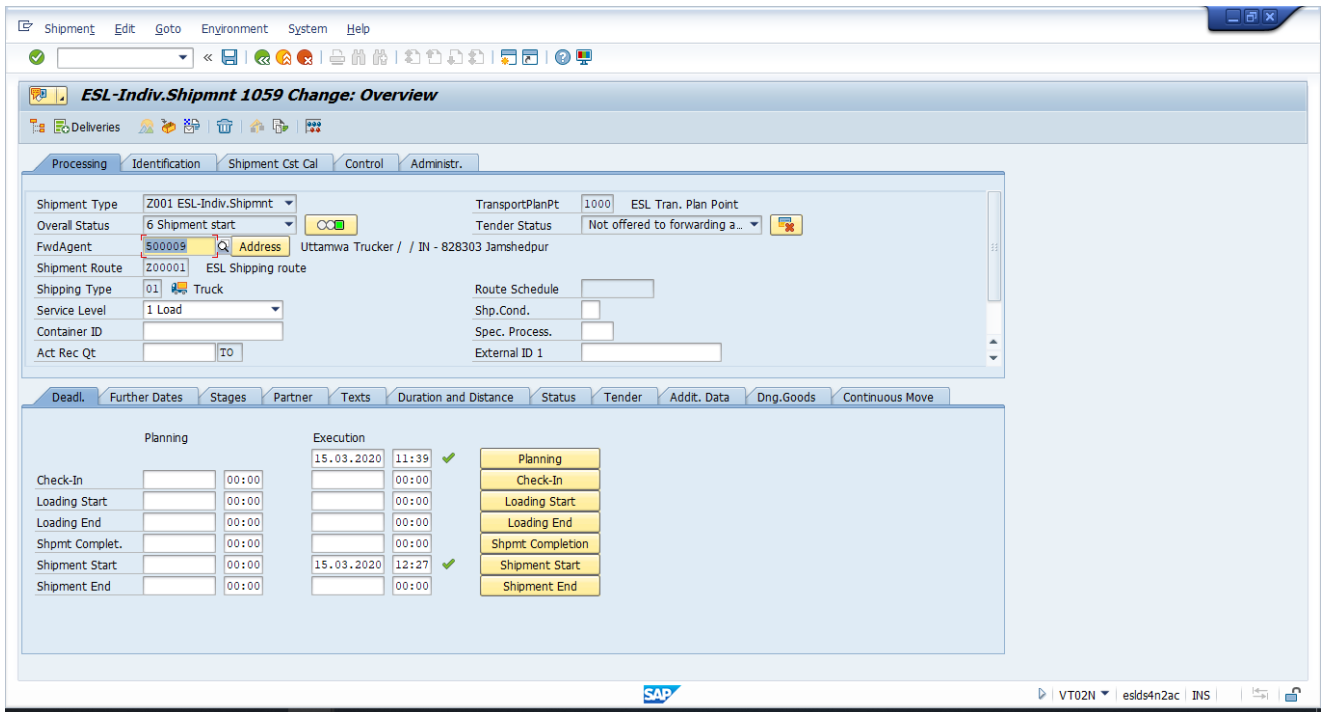 Shipment Edit Goto Environment System Help
ESL-Indiv.Shipmnt 1059 Change: Overview
Deliveries
Processing Identification Shipment Cst Cal Control Administr.
Shipment Type Z001 ESL-Indiv.Shipmnt TransportPlanPt 1000 ESL Tran. Plan Point
Overall Status 6 Shipment start Tender Status Not offered to forwarding a...
FwdAgent 500009 Address Uttamwa Trucker / / IN - 828303 Jamshedpur
Shipment Route Z00001 ESL Shipping route
Shipping Type 01 Truck Route Schedule
Service Level 1 Load Shp.Cond.
Container ID Spec. Process.
Act Rec Qt TO External ID 1
Deadl. Further Dates Stages Partner Texts Duration and Distance Status Tender Addit. Data Dng.Goods Continuous Move
Planning Execution
15.03.2020 11:39 Planning
Check-In 00:00 00:00 Check-In
Loading Start 00:00 00:00 Loading Start
Loading End 00:00 00:00 Loading End
Shpmt Complet. 00:00 00:00 Shpmt Completion
Shipment Start 00:00 15.03.2020 12:27 Shipment Start
Shipment End 00:00 00:00 Shipment End
SAP VT02N eslds4n2ac INS